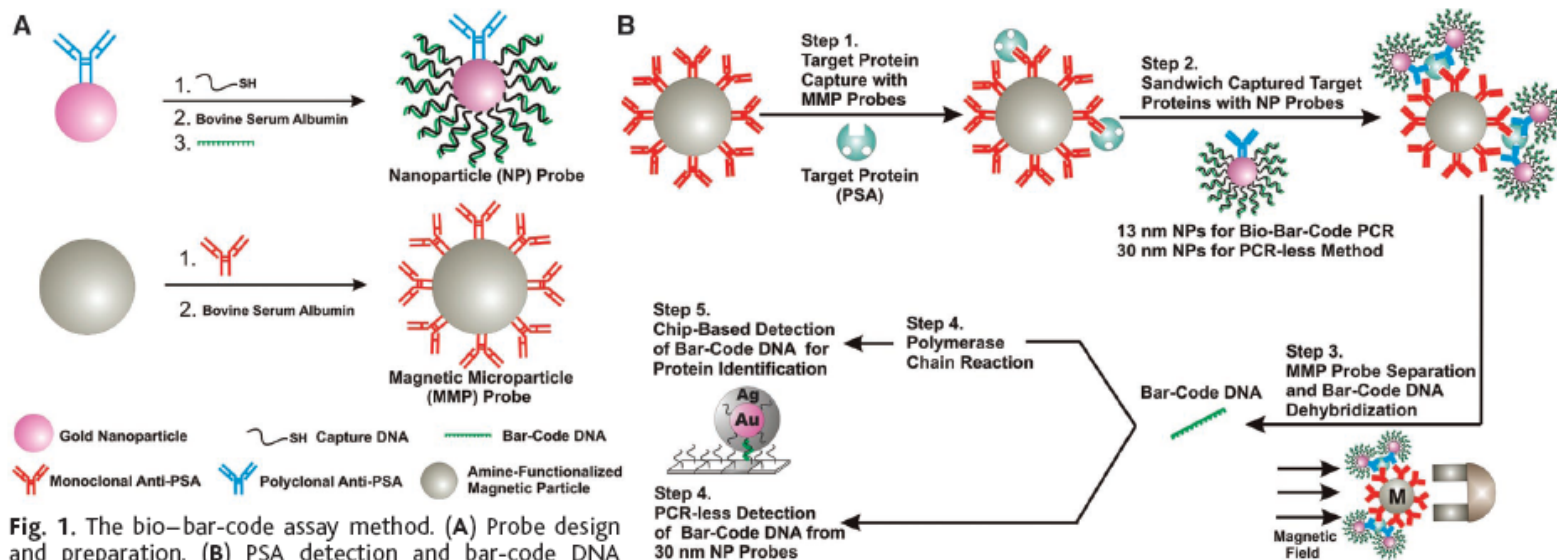 A
1. SH
2. Bovine Serum Albumin
3.
Nanoparticle (NP) Probe
1.
2. Bovine Serum Albumin
Magnetic Microparticle
(MMP) Probe
Gold Nanoparticle
SH Capture DNA
Bar-Code DNA
Monoclonal Anti-PSA
Polyclonal Anti-PSA
Amine-Functionalized
Magnetic Particle
Fig. 1. The bio–bar-code assay method. (A) Probe design
and preparation. (B) PSA detection and bar-code DNA
B
Step 1.
Target Protein
Capture with
MMP Probes
Target Protein
(PSA)
Step 2.
Sandwich Captured Target
Proteins with NP Probes
13 nm NPs for Bio-Bar-Code PCR
30 nm NPs for PCR-less Method
Step 3.
MMP Probe Separation
and Bar-Code DNA
Dehybridization
M
Magnetic
Field
Bar-Code DNA
Step 4.
Polymerase
Chain Reaction
Step 5.
Chip-Based Detection
of Bar-Code DNA for
Protein Identification
Ag
Au
Step 4.
PCR-less Detection
of Bar-Code DNA from
30 nm NP Probes